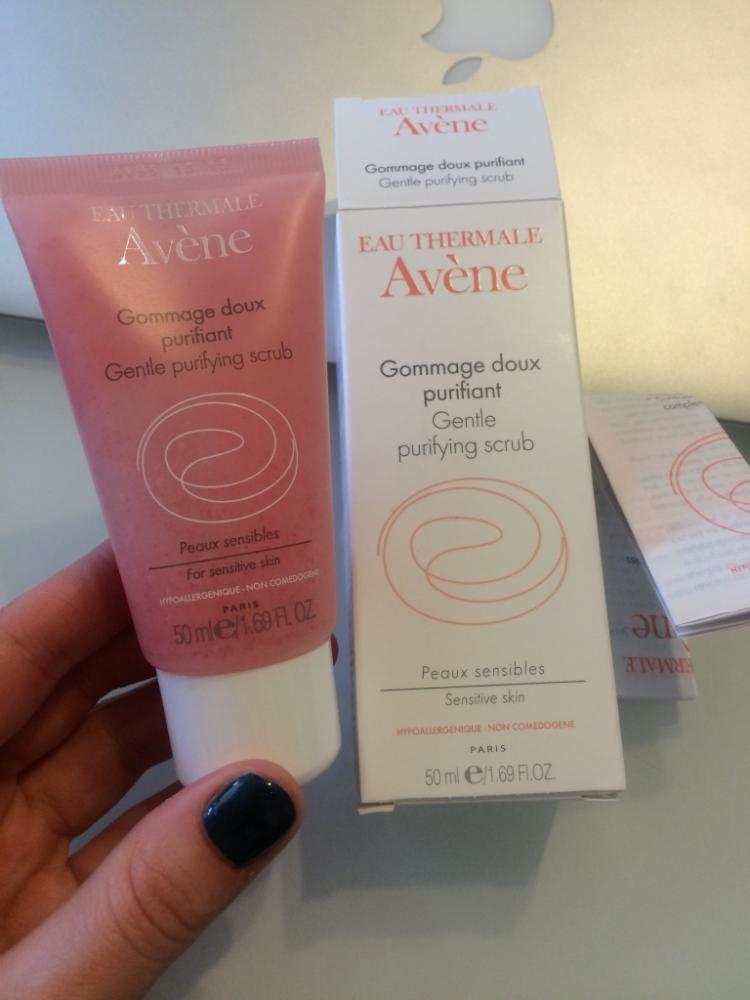 EAU THERMALE
Avène
Gommage doux
purifiant
Gentle purifying scrub
Peaux sensibles
For sensitive skin
HYPOALLERGENIQUE - NON COMEDOGENE
PARIS
50 ml e/1.69 FL. OZ.
EAU THERMALE
Avène
Gommage doux purifiant
Gentle purifying scrub
EAU THERMALE
Avène
Gommage doux
purifiant
Gentle
purifying scrub
Peaux sensibles
Sensitive skin
HYPOALLERGENIQUE - NON COMEDOGENE
PARIS
50 ml e/1.69 Fl.OZ.